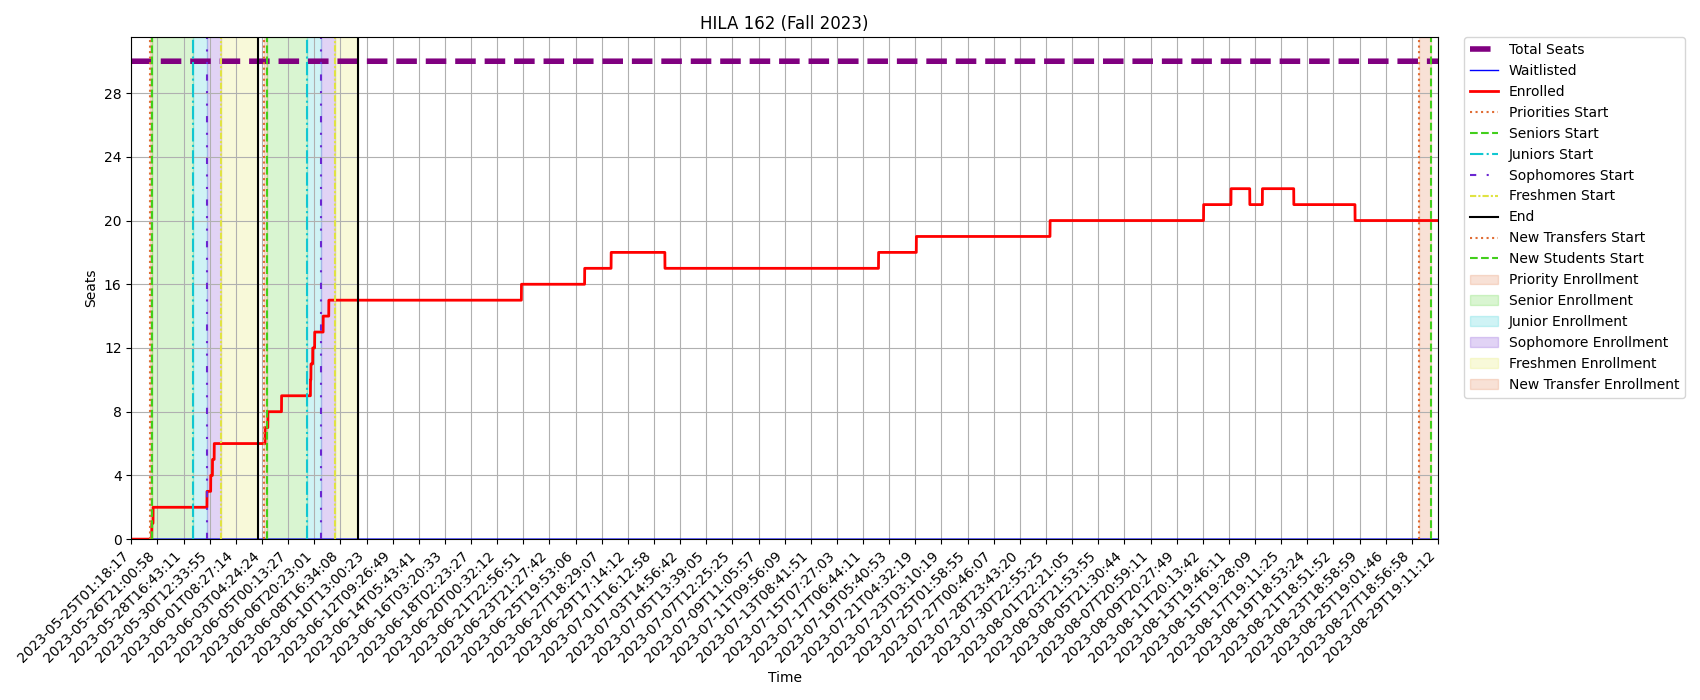 HILA 162 (Fall 2023)
Seats
28
24
20
16
12
8
4
0
2023-05-25T01:18:17
2023-05-26T21:00:58
2023-05-28T16:43:11
2023-05-30T12:33:55
2023-06-01T08:27:14
2023-06-03T04:24:24
2023-06-05T00:13:27
2023-06-06T20:23:01
2023-06-08T16:34:08
2023-06-10T13:00:23
2023-06-12T09:26:49
2023-06-14T05:43:41
2023-06-16T03:20:33
2023-06-18T02:23:27
2023-06-20T00:32:12
2023-06-21T22:56:51
2023-06-23T21:27:42
2023-06-25T19:53:06
2023-06-27T18:29:07
2023-06-29T17:14:12
2023-07-01T16:12:58
2023-07-03T14:56:42
2023-07-05T13:39:05
2023-07-07T12:25:25
2023-07-09T11:05:57
2023-07-11T09:56:09
2023-07-13T08:41:51
2023-07-15T07:27:03
2023-07-17T06:44:11
2023-07-19T05:40:53
2023-07-21T04:32:19
2023-07-23T03:10:19
2023-07-25T01:58:55
2023-07-27T00:46:07
2023-07-28T23:43:20
2023-07-30T22:55:25
2023-08-01T22:21:05
2023-08-03T21:53:55
2023-08-05T21:30:44
2023-08-07T20:59:11
2023-08-09T20:27:49
2023-08-11T20:13:42
2023-08-13T19:46:11
2023-08-15T19:28:09
2023-08-17T19:11:25
2023-08-19T18:53:24
2023-08-21T18:51:52
2023-08-23T18:58:59
2023-08-25T19:01:46
2023-08-27T18:56:58
2023-08-29T19:11:12
Time
Total Seats
Waitlisted
Enrolled
Priorities Start
Seniors Start
Juniors Start
Sophomores Start
Freshmen Start
End
New Transfers Start
New Students Start
Priority Enrollment
Senior Enrollment
Junior Enrollment
Sophomore Enrollment
Freshmen Enrollment
New Transfer Enrollment